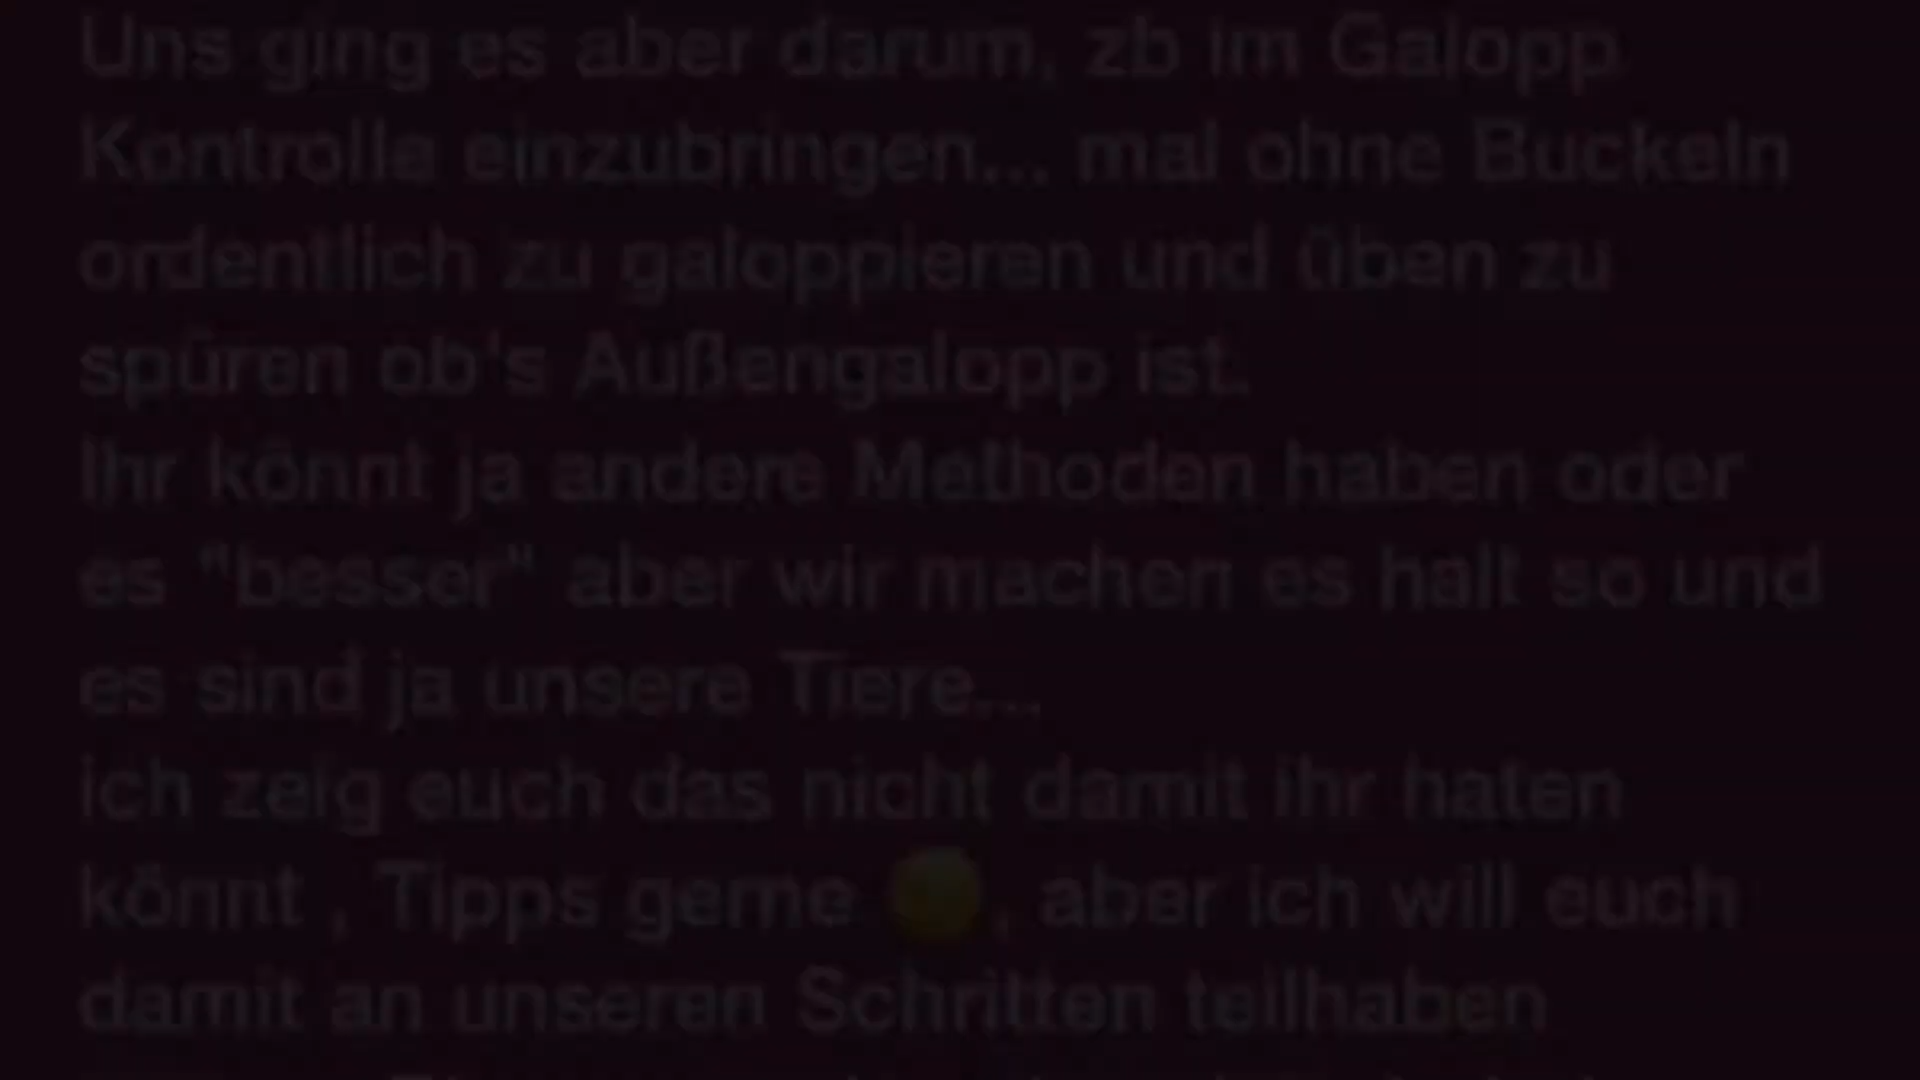 Uns ging es aber darum, zb im Galopp
Kontrolle einzubringen... mal ohne Buckeln
ordentlich zu galoppieren und üben zu
spüren ob's Außengalopp ist.
Ihr könnt ja andere Methoden haben oder
es "besser" aber wir machen es halt so und
es sind ja unsere Tiere...
ich zeig euch das nicht damit ihr haten
könnt , Tipps gerne , aber ich will euch
damit an unseren Schritten teilhaben